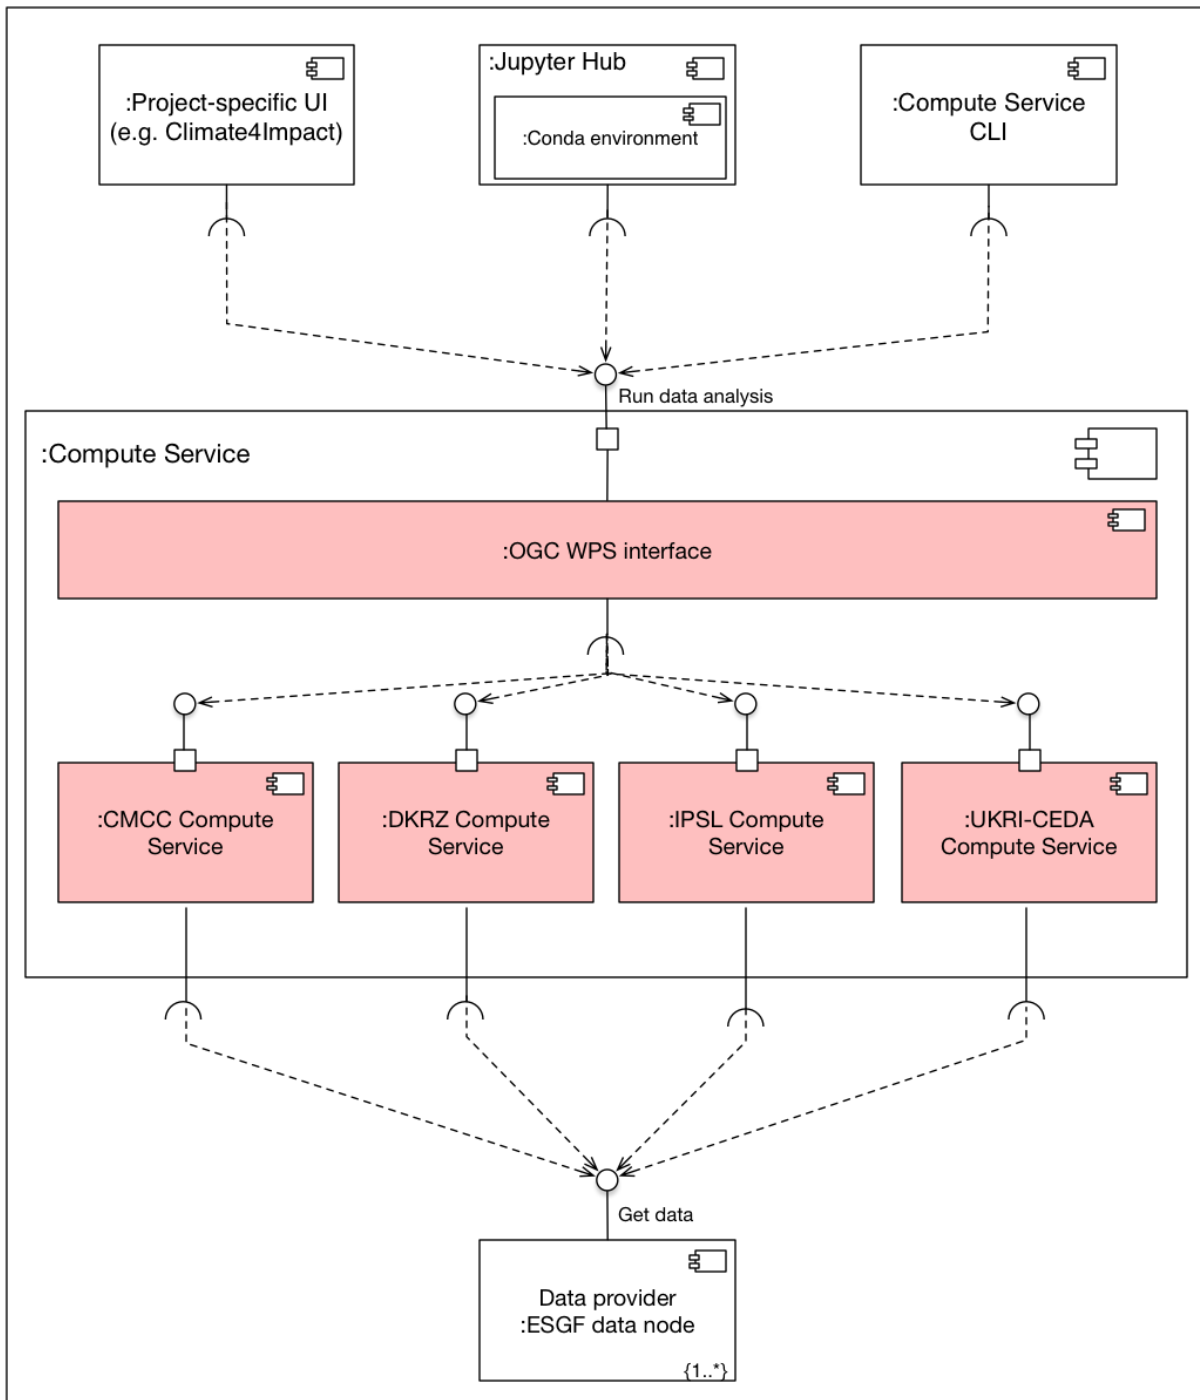 :Project-specific UI
(e.g. Climate4Impact)
:Jupyter Hub
:Conda environment
:Compute Service
CLI
Run data analysis
:Compute Service
:OGC WPS interface
:CMCC Compute
Service
:DKRZ Compute
Service
:IPSL Compute
Service
:UKRI-CEDA
Compute Service
Get data
Data provider
:ESGF data node
{1..*}